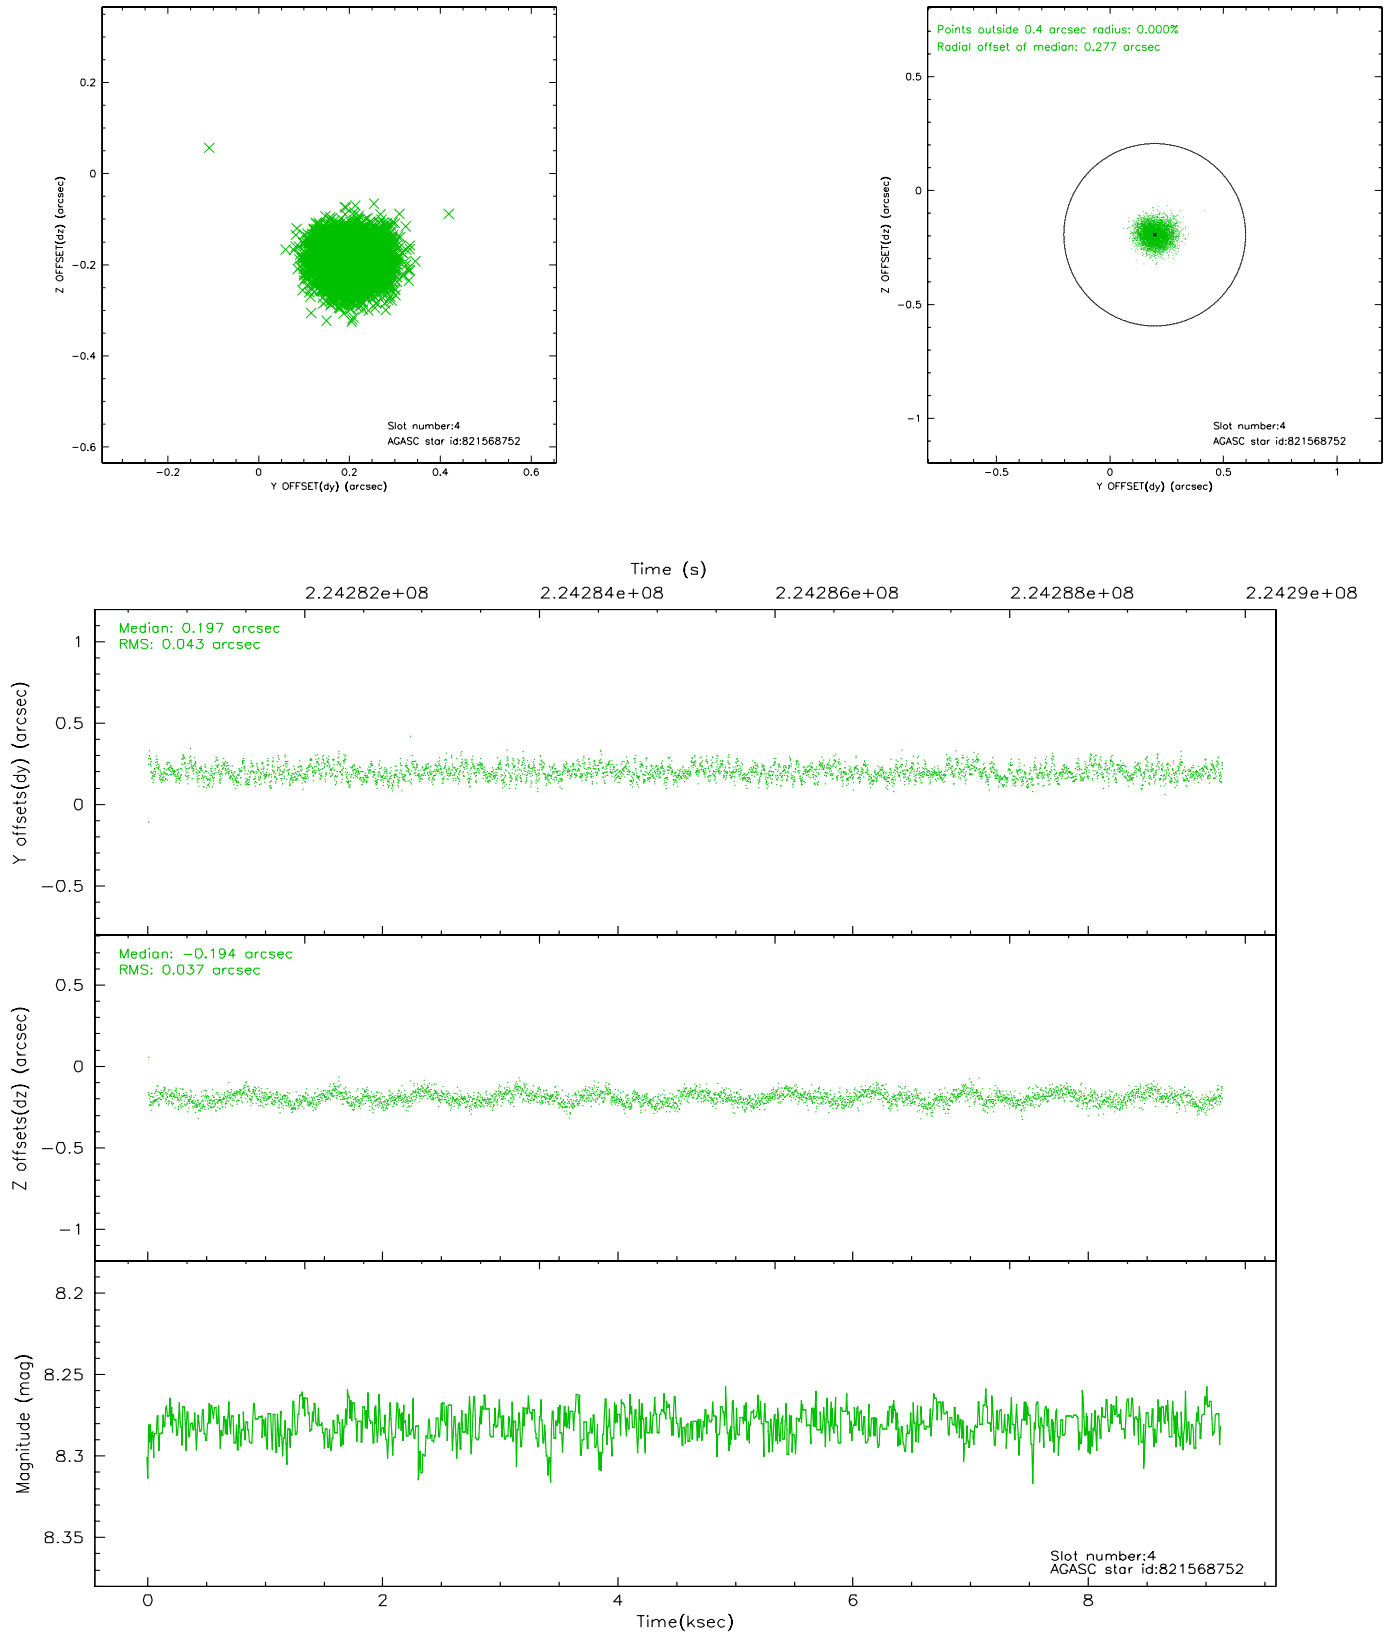 0.2
0
−0.2
−0.4
−0.6
Z OFFSET(dz) (arcsec)
Slot number:4
AGASC star id:821568752
−0.2 0 0.2 0.4 0.6
Y OFFSET(dy) (arcsec)
Points outside 0.4 arcsec radius: 0.000%
Radial offset of median: 0.277 arcsec
0.5
0
−0.5
−1
Z OFFSET(dz) (arcsec)
Slot number:4
AGASC star id:821568752
−0.5 0 0.5 1
Y OFFSET(dy) (arcsec)
Time (s)
2.24282e+08 2.24284e+08 2.24286e+08 2.24288e+08 2.2429e+08
Median: 0.197 arcsec
RMS: 0.043 arcsec
1
0.5
0
−0.5
Y offsets(dy) (arcsec)
Median: −0.194 arcsec
RMS: 0.037 arcsec
0.5
0
−0.5
−1
Z offsets(dz) (arcsec)
8.2
8.25
8.3
8.35
Magnitude (mag)
Slot number:4
AGASC star id:821568752
0 2 4 6 8
Time(ksec)